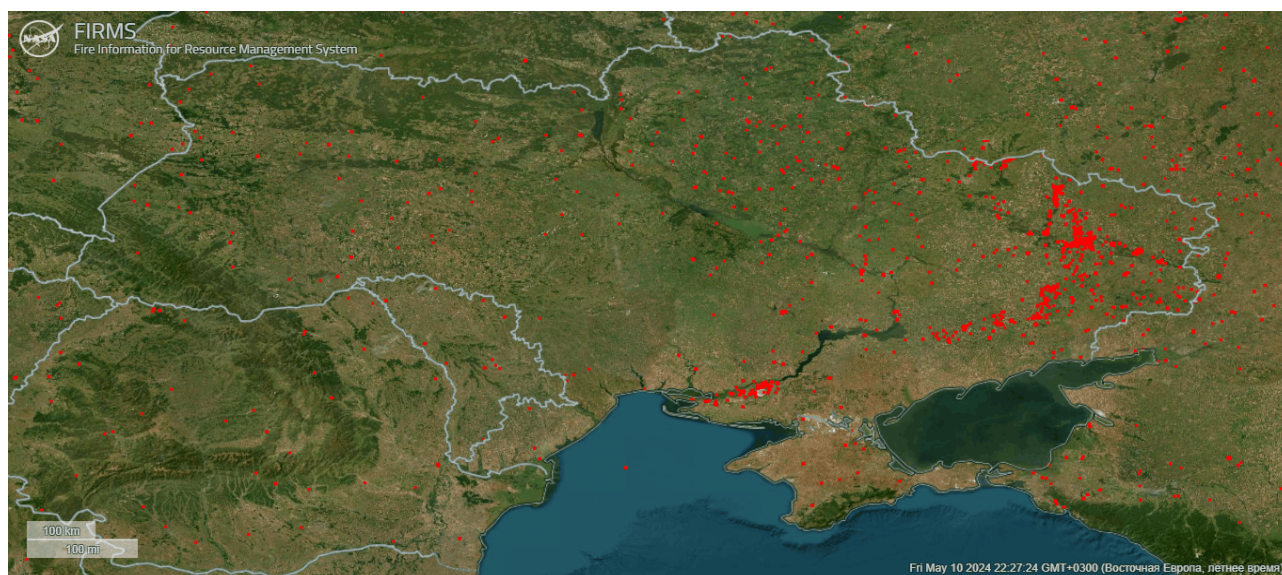 NASA
FIRMS
Fire Information for Resource Management System
100 km
100 mi
Fri May 10 2024 22:27:24 GMT+0300 (Восточная Европа, летнее время